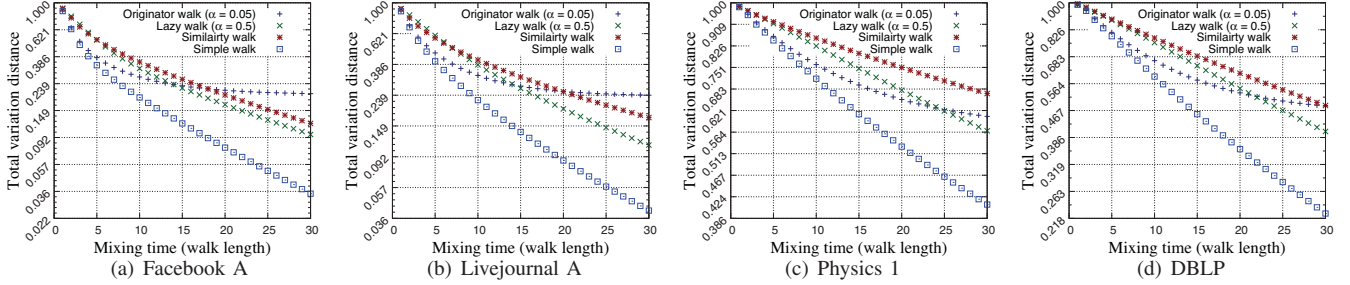 Total variation distance
1.000
0.621
0.386
0.239
0.149
0.092
0.057
0.036
0.022
Originator walk (α = 0.05)
Lazy walk (α = 0.5)
Similairty walk
Simple walk
0 5 10 15 20 25 30
Mixing time (walk length)
(a) Facebook A
Total variation distance
1.000
0.621
0.386
0.239
0.149
0.092
0.057
0.036
Originator walk (α = 0.05)
Lazy walk (α = 0.5)
Similairty walk
Simple walk
0 5 10 15 20 25 30
Mixing time (walk length)
(b) Livejournal A
Total variation distance
1.000
0.909
0.826
0.751
0.683
0.621
0.564
0.513
0.467
0.424
0.386
Originator walk (α = 0.05)
Lazy walk (α = 0.5)
Similairty walk
Simple walk
0 5 10 15 20 25 30
Mixing time (walk length)
(c) Physics 1
Total variation distance
1.000
0.826
0.683
0.564
0.467
0.386
0.319
0.263
0.218
Originator walk (α = 0.05)
Lazy walk (α = 0.5)
Similairty walk
Simple walk
0 5 10 15 20 25 30
Mixing time (walk length)
(d) DBLP